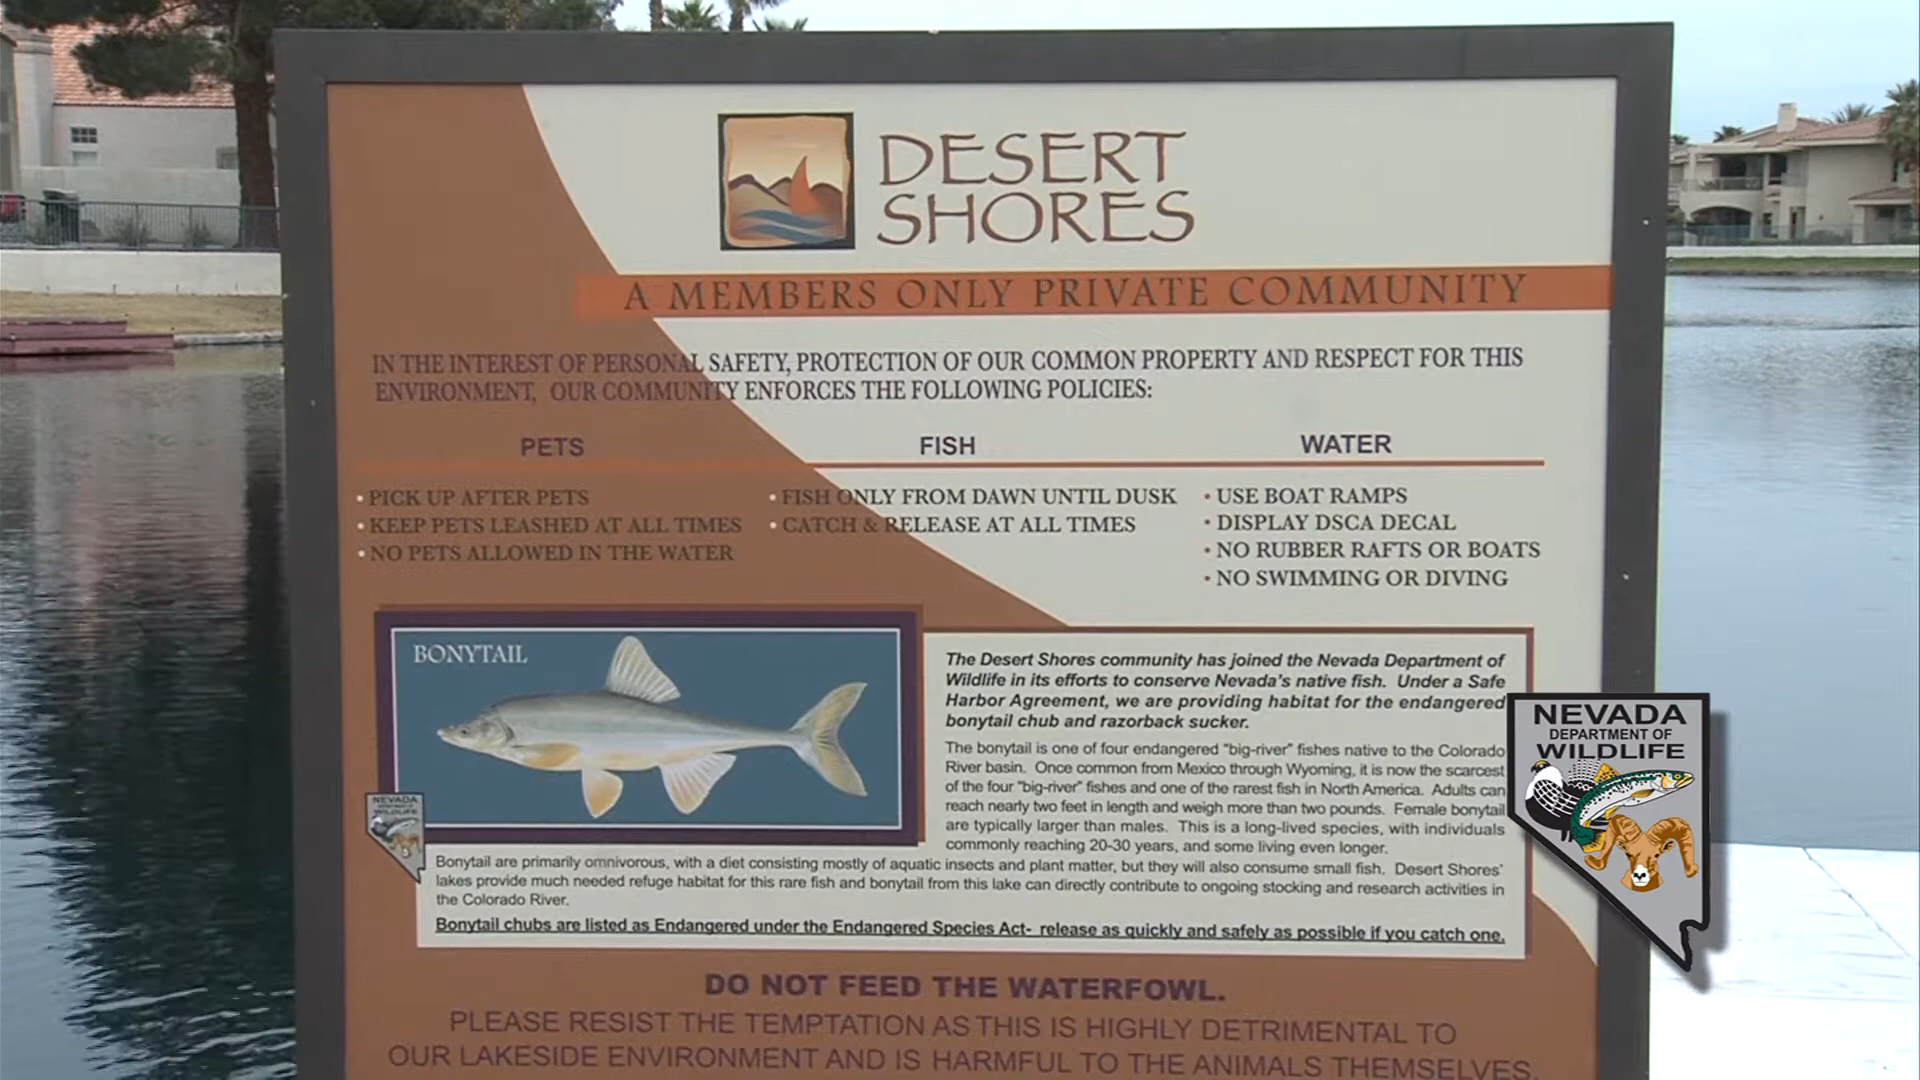 DESERT
SHORES
A MEMBERS ONLY PRIVATE COMMUNITY
IN THE INTEREST OF PERSONAL SAFETY, PROTECTION OF OUR COMMON PROPERTY AND RESPECT FOR THIS
ENVIRONMENT, OUR COMMUNITY ENFORCES THE FOLLOWING POLICIES:
PETS
• PICK UP AFTER PETS
• KEEP PETS LEASHED AT ALL TIMES
• NO PETS ALLOWED IN THE WATER
FISH
• FISH ONLY FROM DAWN UNTIL DUSK
• CATCH & RELEASE AT ALL TIMES
WATER
• USE BOAT RAMPS
• DISPLAY DSCA DECAL
• NO RUBBER RAFTS OR BOATS
• NO SWIMMING OR DIVING
BONYTAIL
NEVADA
DEPARTMENT OF
WILDLIFE
The Desert Shores community has joined the Nevada Department of
Wildlife in its efforts to conserve Nevada's native fish. Under a Safe
Harbor Agreement, we are providing habitat for the endangered
bonytail chub and razorback sucker.
The bonytail is one of four endangered "big-river" fishes native to the Colorado
River basin. Once common from Mexico through Wyoming, it is now the scarcest
of the four "big-river" fishes and one of the rarest fish in North America. Adults can
reach nearly two feet in length and weigh more than two pounds. Female bonytail
are typically larger than males. This is a long-lived species, with individuals
commonly reaching 20-30 years, and some living even longer.
Bonytail are primarily omnivorous, with a diet consisting mostly of aquatic insects and plant matter, but they will also consume small fish. Desert Shores'
lakes provide much needed refuge habitat for this rare fish and bonytail from this lake can directly contribute to ongoing stocking and research activities in
the Colorado River.
Bonytail chubs are listed as Endangered under the Endangered Species Act- release as quickly and safely as possible if you catch one.
NEVADA
DEPARTMENT OF
WILDLIFE
DO NOT FEED THE WATERFOWL.
PLEASE RESIST THE TEMPTATION AS THIS IS HIGHLY DETRIMENTAL TO
OUR LAKESIDE ENVIRONMENT AND IS HARMFUL TO THE ANIMALS THEMSELVES.